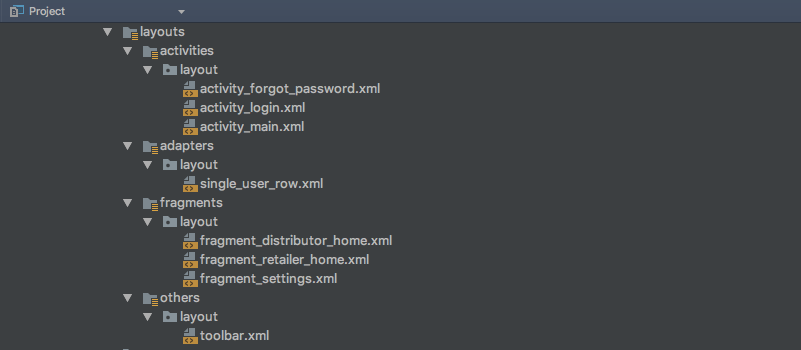 Project
layouts
activities
layout
activity_forgot_password.xml
activity_login.xml
activity_main.xml
adapters
layout
single_user_row.xml
fragments
layout
fragment_distributor_home.xml
fragment_retailer_home.xml
fragment_settings.xml
others
layout
toolbar.xml